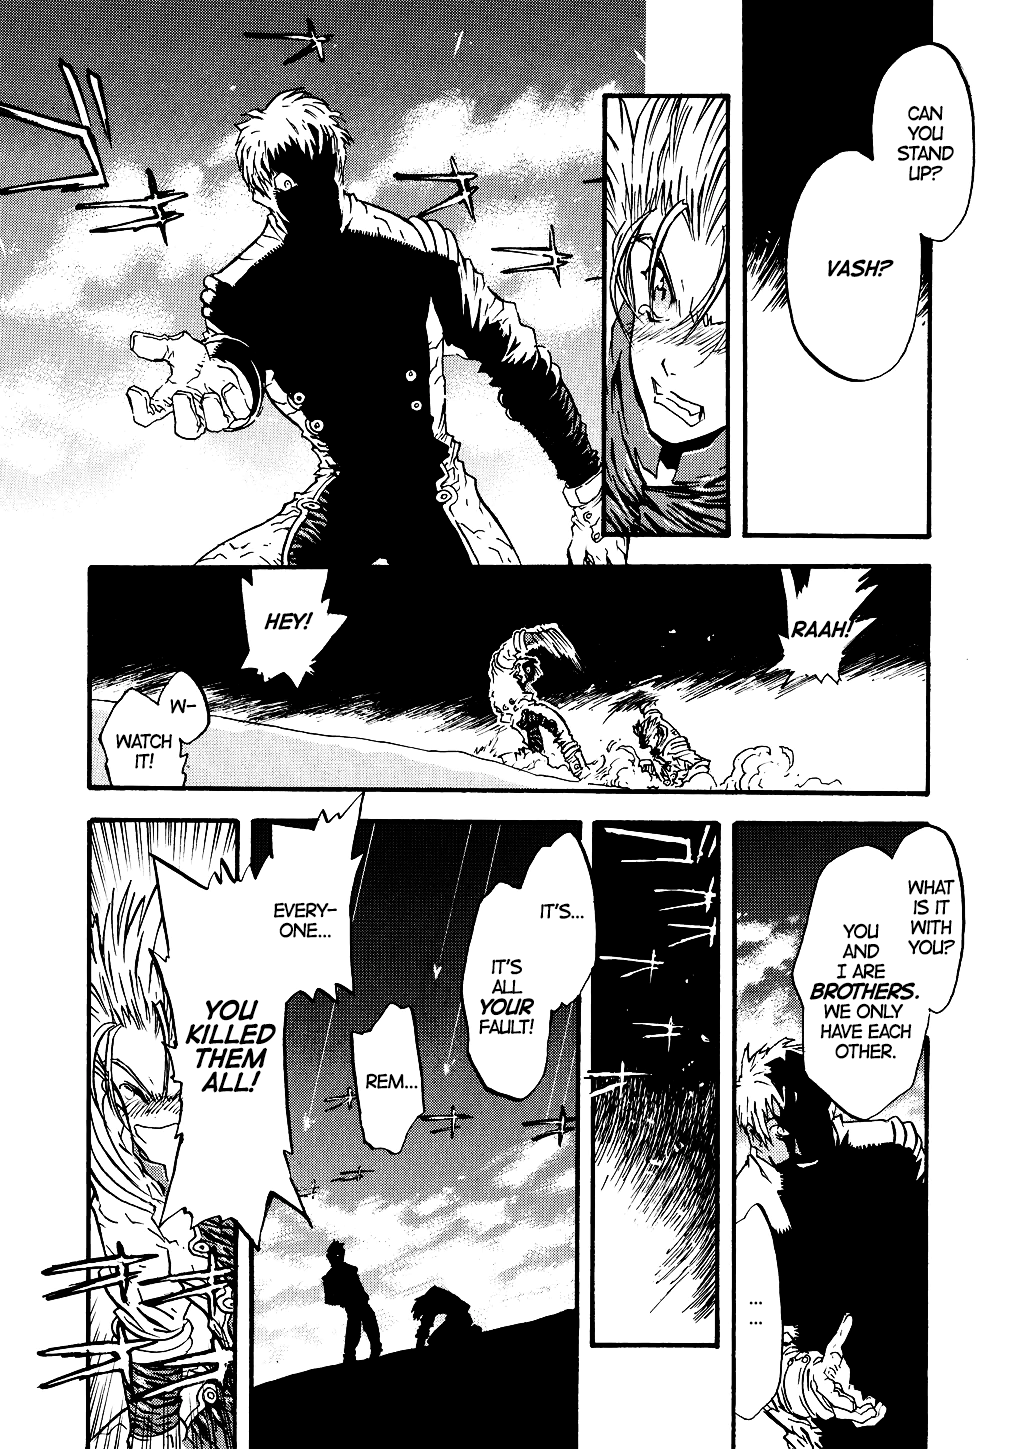 CAN
YOU
STAND
UP?
VASH?
RAAH!
HEY!
W-
WATCH
IT!
WHAT
IS IT
WITH
YOU?
YOU
AND
I ARE
BROTHERS.
WE ONLY
HAVE EACH
OTHER.
...
...
IT'S...
IT'S
ALL
YOUR
FAULT!
REM...
EVERY-
ONE...
YOU
KILLED
THEM
ALL!